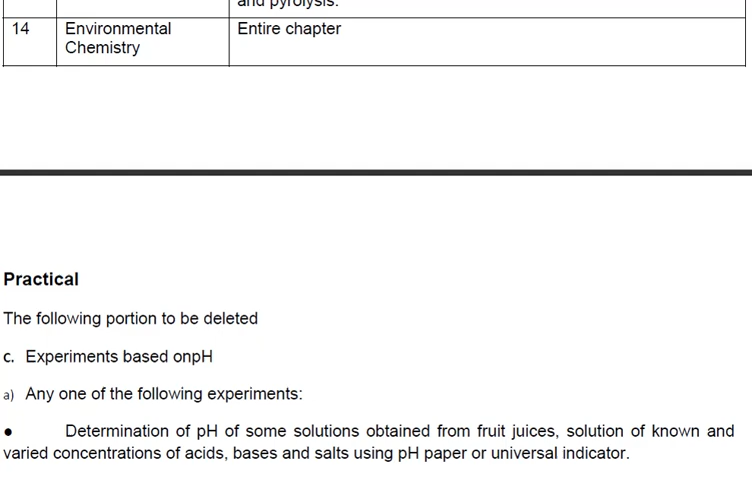 and pyrolysis.
14 Environmental Chemistry Entire chapter
Practical
The following portion to be deleted
c. Experiments based onpH
a) Any one of the following experiments:
● Determination of pH of some solutions obtained from fruit juices, solution of known and
varied concentrations of acids, bases and salts using pH paper or universal indicator.